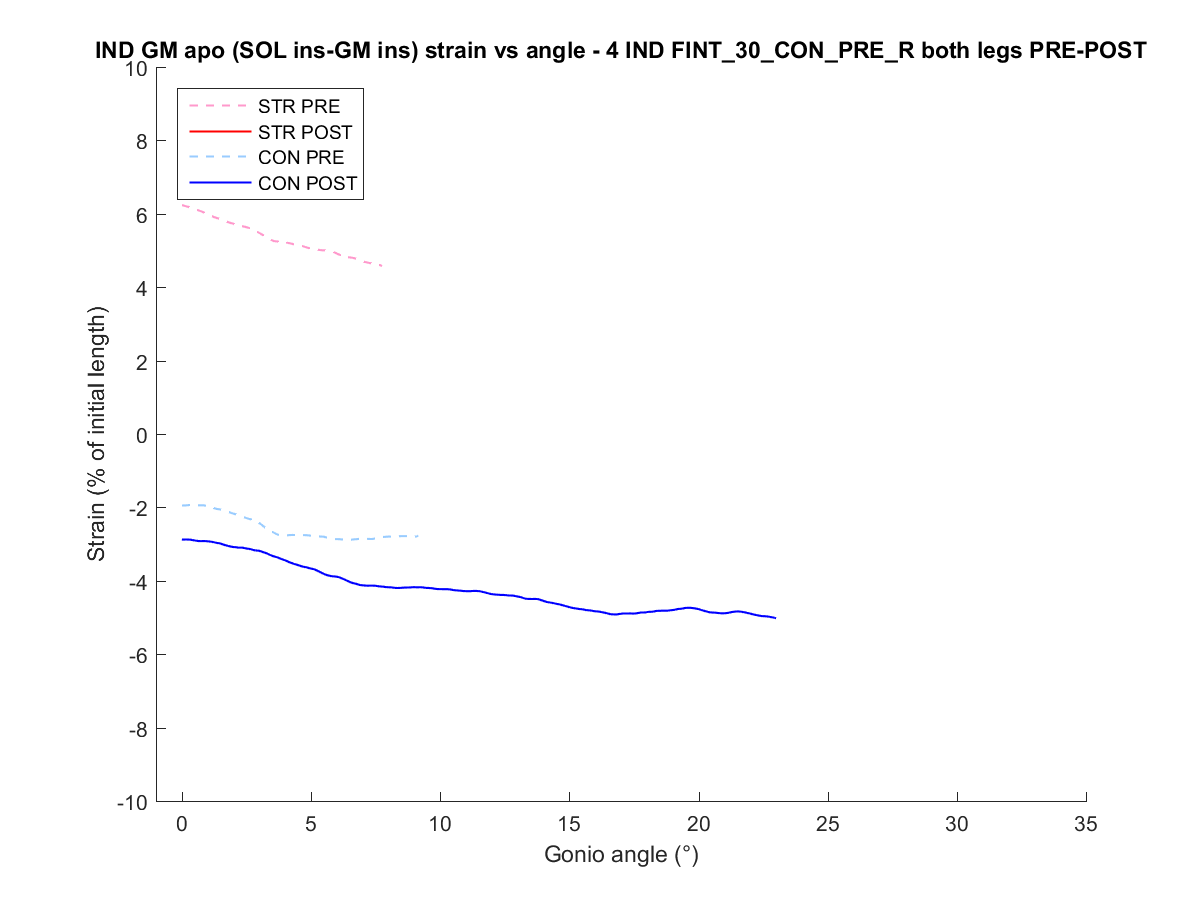 IND GM apo (SOL ins-GM ins) strain vs angle - 4 IND FINT_30_CON_PRE_R both legs PRE-POST
10
8
6
4
2
0
-2
-4
-6
-8
-10
STR PRE
STR POST
CON PRE
CON POST
Strain (% of initial length)
0 5 10 15 20 25 30 35
Gonio angle (°)